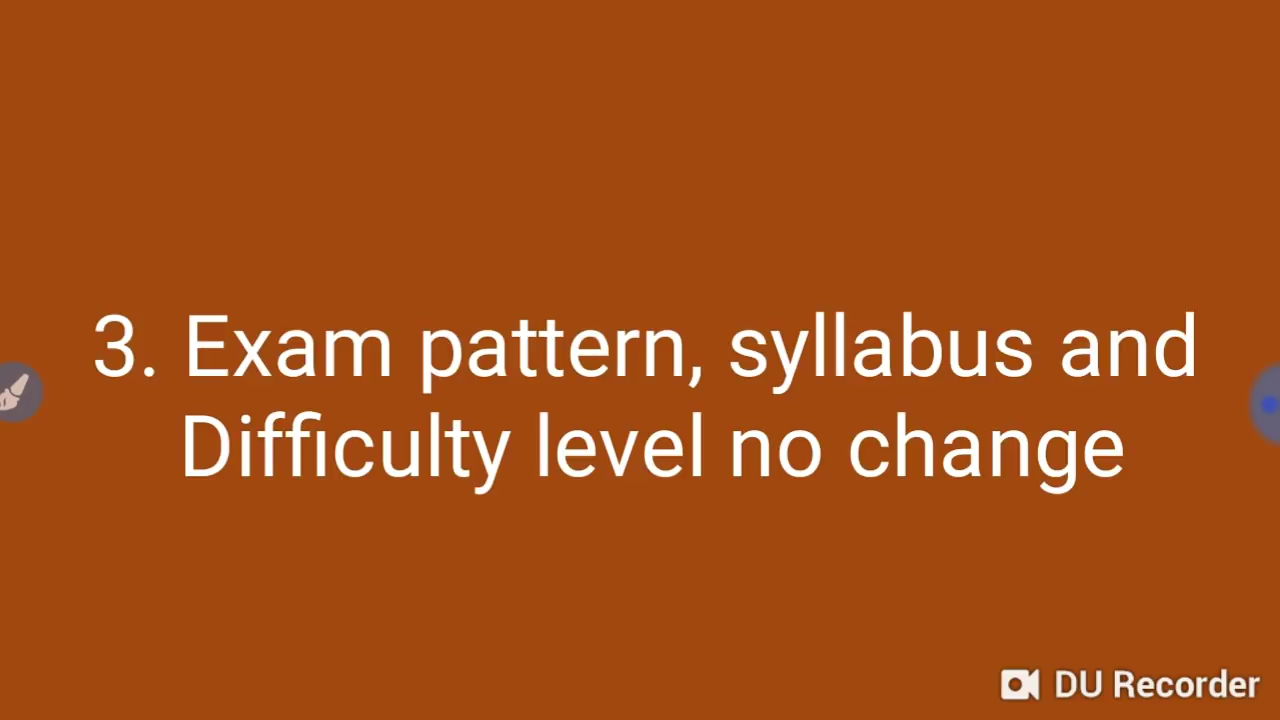 3. Exam pattern, syllabus and
Difficulty level no change
DU Recorder